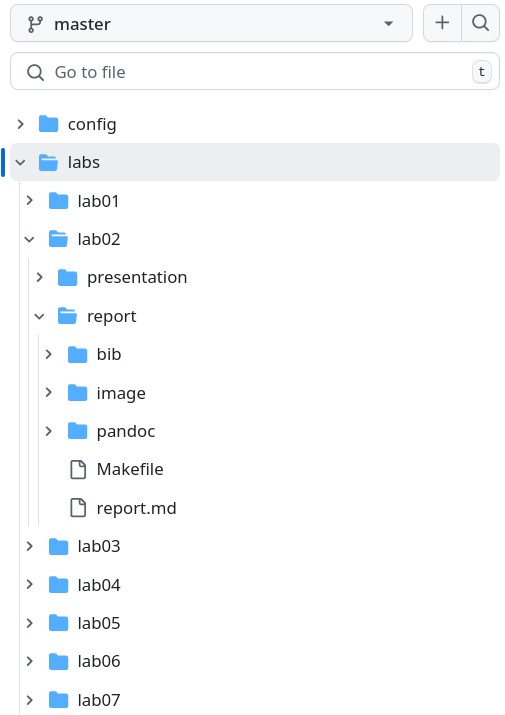 master
Go to file
t
config
labs
lab01
lab02
presentation
report
bib
image
pandoc
Makefile
report.md
lab03
lab04
lab05
lab06
lab07